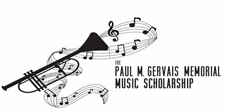 THE
PAUL M. GERVAIS MEMORIAL
MUSIC SCHOLARSHIP